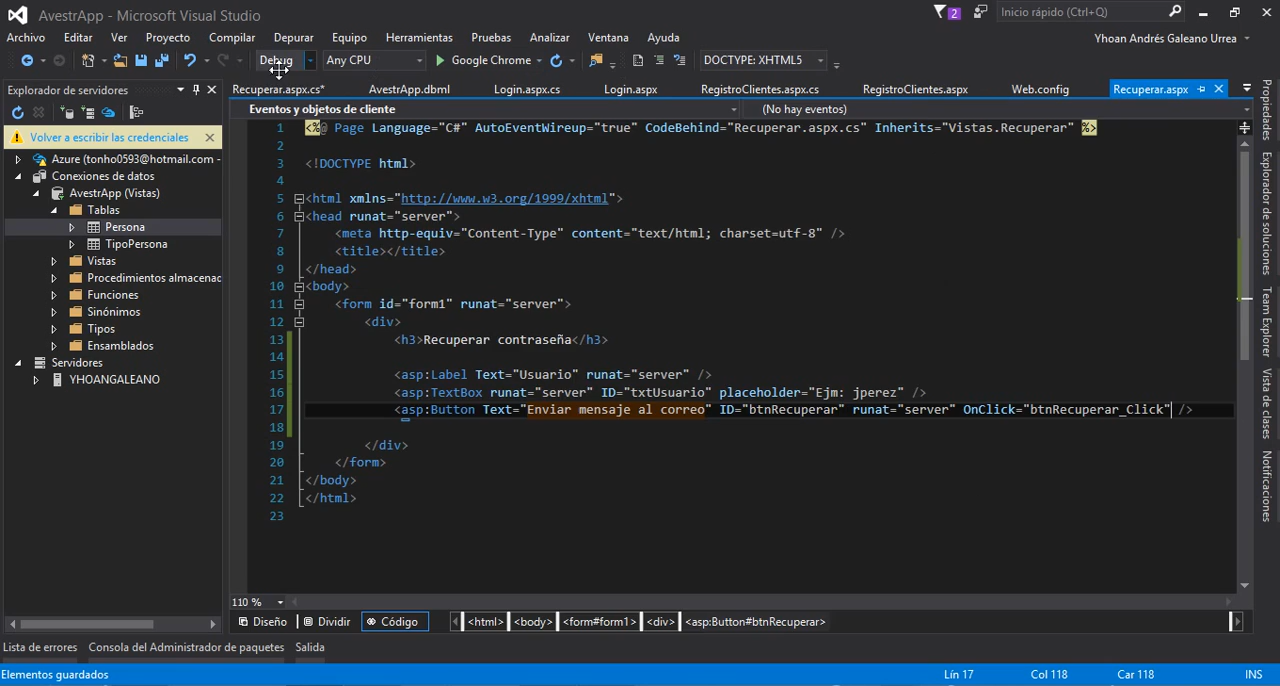 AvestrApp - Microsoft Visual Studio
2
Inicio rápido (Ctrl+Q)
Archivo Editar Ver Proyecto Compilar Depurar Equipo Herramientas Pruebas Analizar Ventana Ayuda
Yhoan Andrés Galeano Urrea
Debug Any CPU Google Chrome DOCTYPE: XHTML5
Explorador de servidores
Volver a escribir las credenciales
Azure (tonho0593@hotmail.com -
Conexiones de datos
AvestrApp (Vistas)
Tablas
Persona
TipoPersona
Vistas
Procedimientos almacenac
Funciones
Sinónimos
Tipos
Ensamblados
Servidores
YHOANGALEANO
Recuperar.aspx.cs* AvestrApp.dbml Login.aspx.cs Login.aspx RegistroClientes.aspx.cs RegistroClientes.aspx Web.config Recuperar.aspx
Eventos y objetos de cliente (No hay eventos)
1 <%@ Page Language="C#" AutoEventWireup="true" CodeBehind="Recuperar.aspx.cs" Inherits="Vistas.Recuperar" %>
2
3 <!DOCTYPE html>
4
5 <html xmlns="http://www.w3.org/1999/xhtml">
6 <head runat="server">
7 <meta http-equiv="Content-Type" content="text/html; charset=utf-8" />
8 <title></title>
9 </head>
10 <body>
11 <form id="form1" runat="server">
12 <div>
13 <h3>Recuperar contraseña</h3>
14
15 <asp:Label Text="Usuario" runat="server" />
16 <asp:TextBox runat="server" ID="txtUsuario" placeholder="Ejm: jperez" />
17 <asp:Button Text="Enviar mensaje al correo" ID="btnRecuperar" runat="server" OnClick="btnRecuperar_Click" />
18
19 </div>
20 </form>
21 </body>
22 </html>
23
110 %
Diseño Dividir Código <html> <body> <form#form1> <div> <asp:Button#btnRecuperar>
Propiedades
Explorador de soluciones
Team Explorer
Vista de clases
Notificaciones
Lista de errores Consola del Administrador de paquetes Salida
Elementos guardados Lín 17 Col 118 Car 118 INS